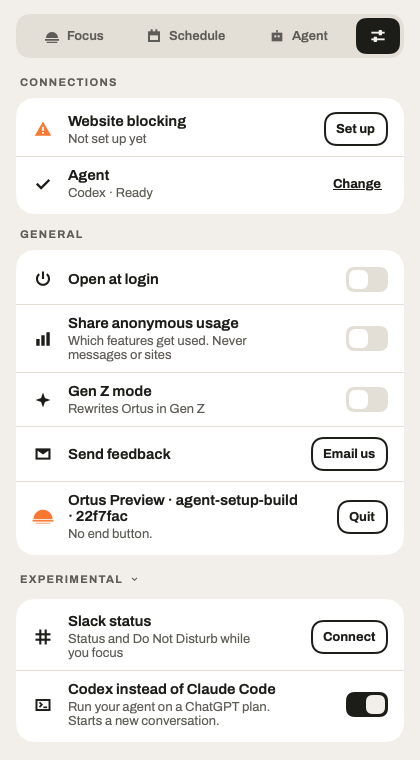 Focus
Schedule
Agent
CONNECTIONS
Website blocking
Not set up yet
Set up
Agent
Codex · Ready
Change
GENERAL
Open at login
Share anonymous usage
Which features get used. Never
messages or sites
Gen Z mode
Rewrites Ortus in Gen Z
Send feedback
Email us
Ortus Preview · agent-setup-build
· 22f7fac
No end button.
Quit
EXPERIMENTAL
Slack status
Status and Do Not Disturb while
you focus
Connect
Codex instead of Claude Code
Run your agent on a ChatGPT plan.
Starts a new conversation.